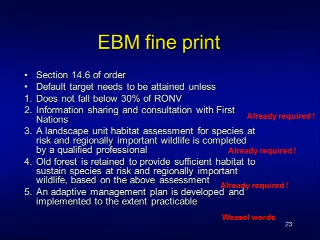 EBM fine print
• Section 14.6 of order
• Default target needs to be attained unless
1. Does not fall below 30% of RONV
2. Information sharing and consultation with First
Nations
Already required!
3. A landscape unit habitat assessment for species at
risk and regionally important wildlife is completed
by a qualified professional
Already required!
4. Old forest is retained to provide sufficient habitat to
sustain species at risk and regionally important
wildlife, based on the above assessment
Already required!
5. An adaptive management plan is developed and
implemented to the extent practicable
Weasel words
23